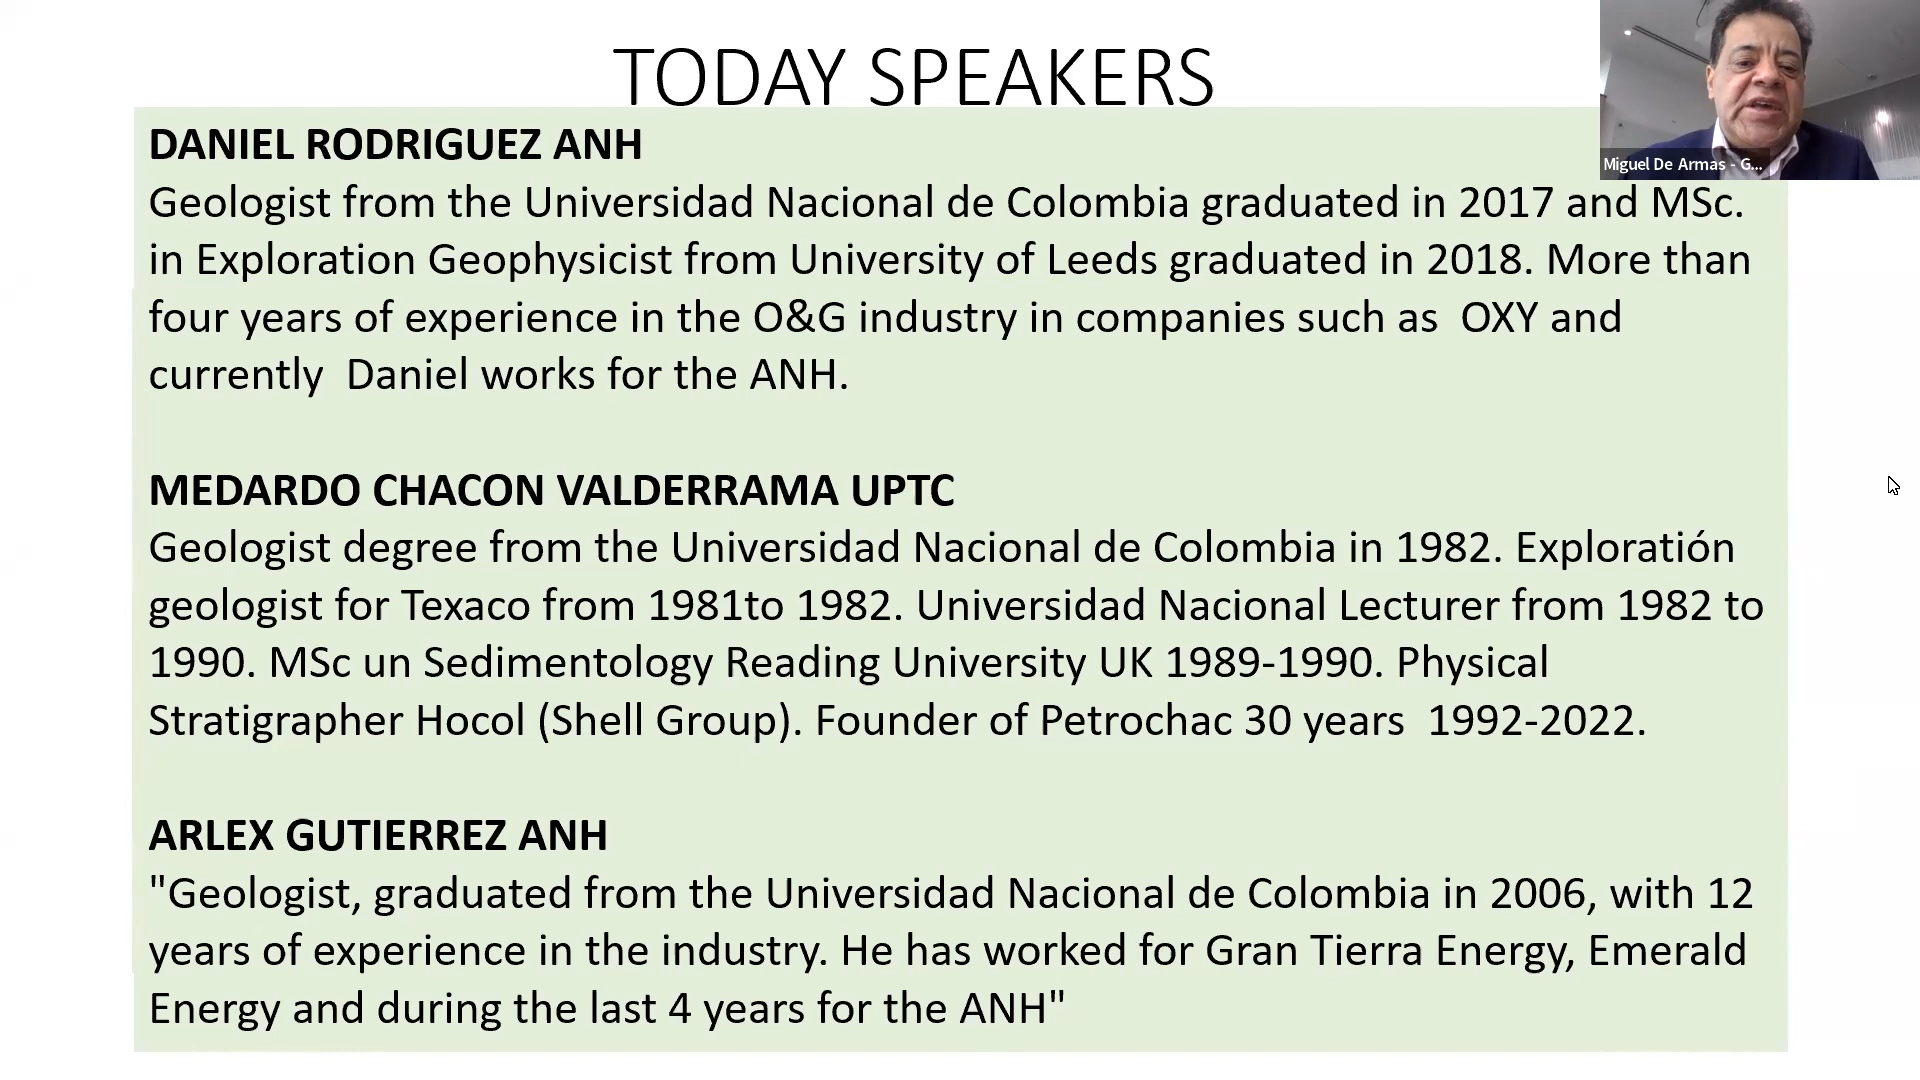 TODAY SPEAKERS
Miguel De Armas - G...
DANIEL RODRIGUEZ ANH
Geologist from the Universidad Nacional de Colombia graduated in 2017 and MSc.
in Exploration Geophysicist from University of Leeds graduated in 2018. More than
four years of experience in the O&G industry in companies such as  OXY and
currently  Daniel works for the ANH.
MEDARDO CHACON VALDERRAMA UPTC
Geologist degree from the Universidad Nacional de Colombia in 1982. Exploratión
geologist for Texaco from 1981to 1982. Universidad Nacional Lecturer from 1982 to
1990. MSc un Sedimentology Reading University UK 1989-1990. Physical
Stratigrapher Hocol (Shell Group). Founder of Petrochac 30 years  1992-2022.
ARLEX GUTIERREZ ANH
"Geologist, graduated from the Universidad Nacional de Colombia in 2006, with 12
years of experience in the industry. He has worked for Gran Tierra Energy, Emerald
Energy and during the last 4 years for the ANH"